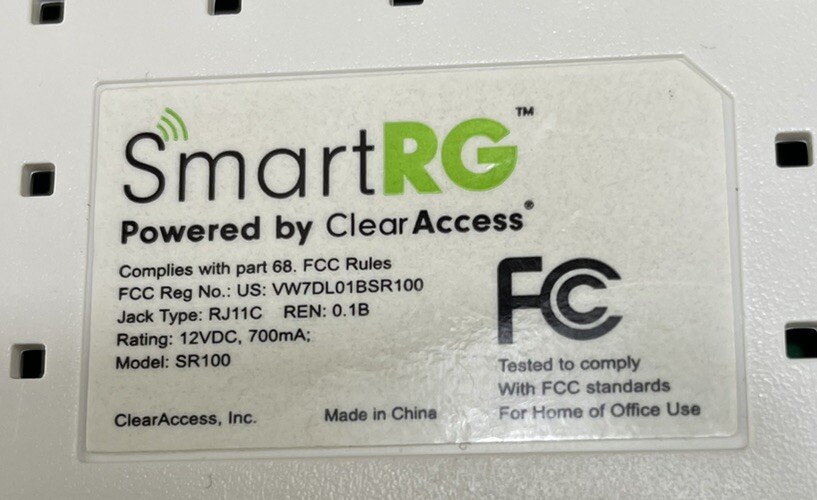 SmartRG™
Powered by ClearAccess®
Complies with part 68. FCC Rules
FCC Reg No.: US: VW7DL01BSR100
Jack Type: RJ11C REN: 0.1B
Rating: 12VDC, 700mA;
Model: SR100
FC
Tested to comply
With FCC standards
For Home of Office Use
ClearAccess, Inc.
Made in China